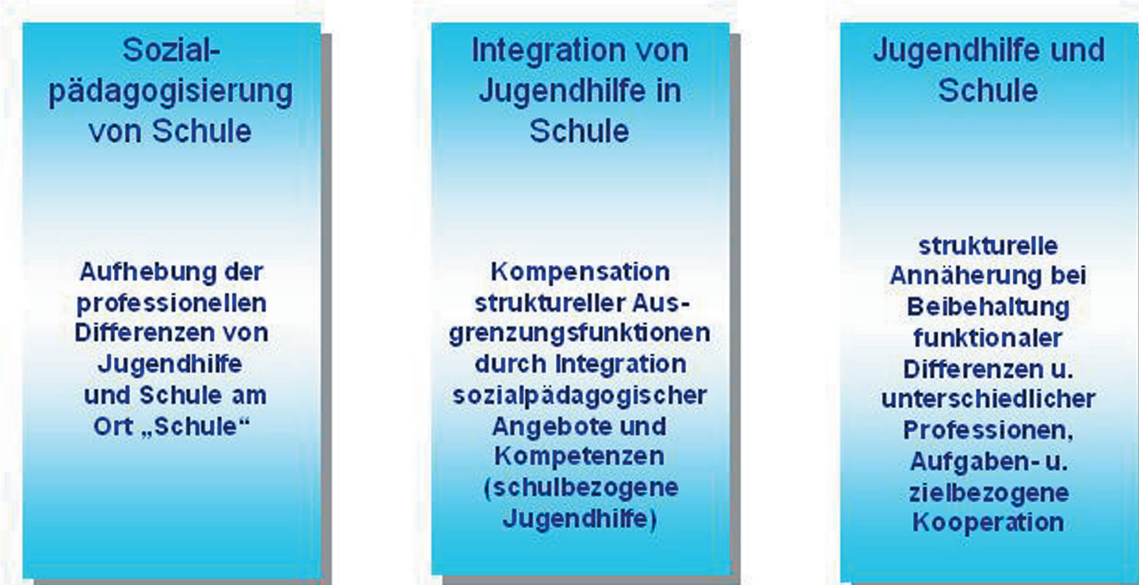 Sozial-
pädagogisierung
von Schule
Aufhebung der
professionellen
Differenzen von
Jugendhilfe
und Schule am
Ort „Schule“
Integration von
Jugendhilfe in
Schule
Kompensation
struktureller Aus-
grenzungsfunktionen
durch Integration
sozialpädagogischer
Angebote und
Kompetenzen
(schulbezogene
Jugendhilfe)
Jugendhilfe und
Schule
strukturelle
Annäherung bei
Beibehaltung
funktionaler
Differenzen u.
unterschiedlicher
Professionen,
Aufgaben- u.
zielbezogene
Kooperation